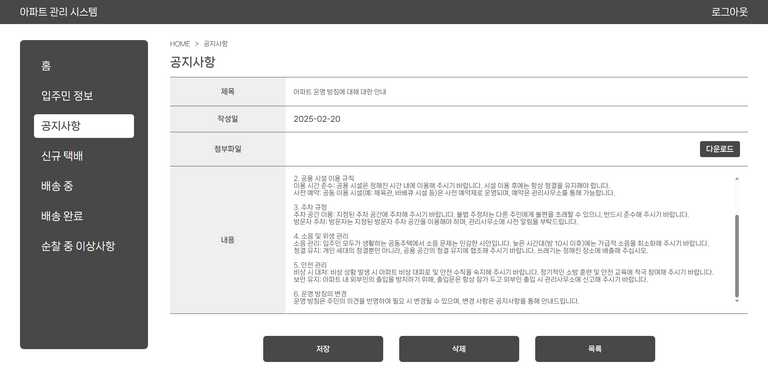 아파트 관리 시스템
로그아웃
홈
입주민 정보
공지사항
신규 택배
배송 중
배송 완료
순찰 중 이상사항
HOME > 공지사항
공지사항
제목
아파트 운영 방침에 대해 대한 안내
작성일
2025-02-20
첨부파일
다운로드
내용
2. 공용 시설 이용 규칙
이용 시간 준수: 공용 시설은 정해진 시간 내에 이용해 주시기 바랍니다. 시설 이용 후에는 항상 청결을 유지해야 합니다.
사전 예약: 공동 이용 시설(예: 체육관, 바베큐 시설 등)은 사전 예약제로 운영되며, 예약은 관리사무소를 통해 가능합니다.
3. 주차 규정
주차 공간 이용: 지정된 주차 공간에 주차해 주시기 바랍니다. 불법 주정차는 다른 주민에게 불편을 초래할 수 있으니, 반드시 준수해 주시기 바랍니다.
방문자 주차: 방문자는 지정된 방문자 주차 공간을 이용해야 하며, 관리사무소에 사전 알림을 부탁드립니다.
4. 소음 및 위생 관리
소음 관리: 입주민 모두가 생활하는 공동주택에서 소음 문제는 민감한 사안입니다. 늦은 시간대(밤 10시 이후)에는 가급적 소음을 최소화해 주시기 바랍니다.
청결 유지: 개인 세대의 청결뿐만 아니라, 공용 공간의 청결 유지에 협조해 주시기 바랍니다. 쓰레기는 정해진 장소에 배출해 주십시오.
5. 안전 관리
비상 시 대처: 비상 상황 발생 시 아파트 비상 대피로 및 안전 수칙을 숙지해 주시기 바랍니다. 정기적인 소방 훈련 및 안전 교육에 적극 참여해 주시기 바랍니다.
보안 유지: 아파트 내 외부인의 출입을 방지하기 위해, 출입문은 항상 잠가 두고 외부인 출입 시 관리사무소에 신고해 주시기 바랍니다.
6. 운영 방침의 변경
운영 방침은 주민의 의견을 반영하여 필요 시 변경될 수 있으며, 변경 사항은 공지사항을 통해 안내드립니다.
저장
삭제
목록